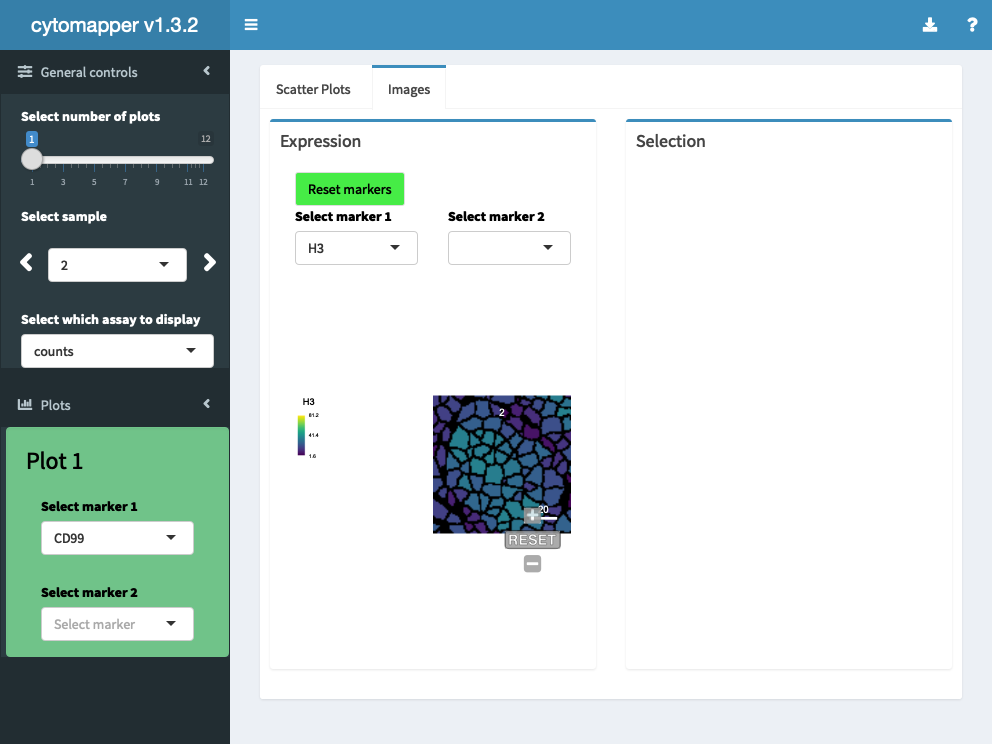 cytomapper v1.3.2
?
General controls
Select number of plots
1
12
1 3 5 7 9 11 12
Select sample
2
Select which assay to display
counts
Plots
Plot 1
Select marker 1
CD99
Select marker 2
Select marker
Scatter Plots
Images
Expression
Reset markers
Select marker 1
Select marker 2
H3
H3
81.2
41.4
1.6
2
20
RESET
Selection